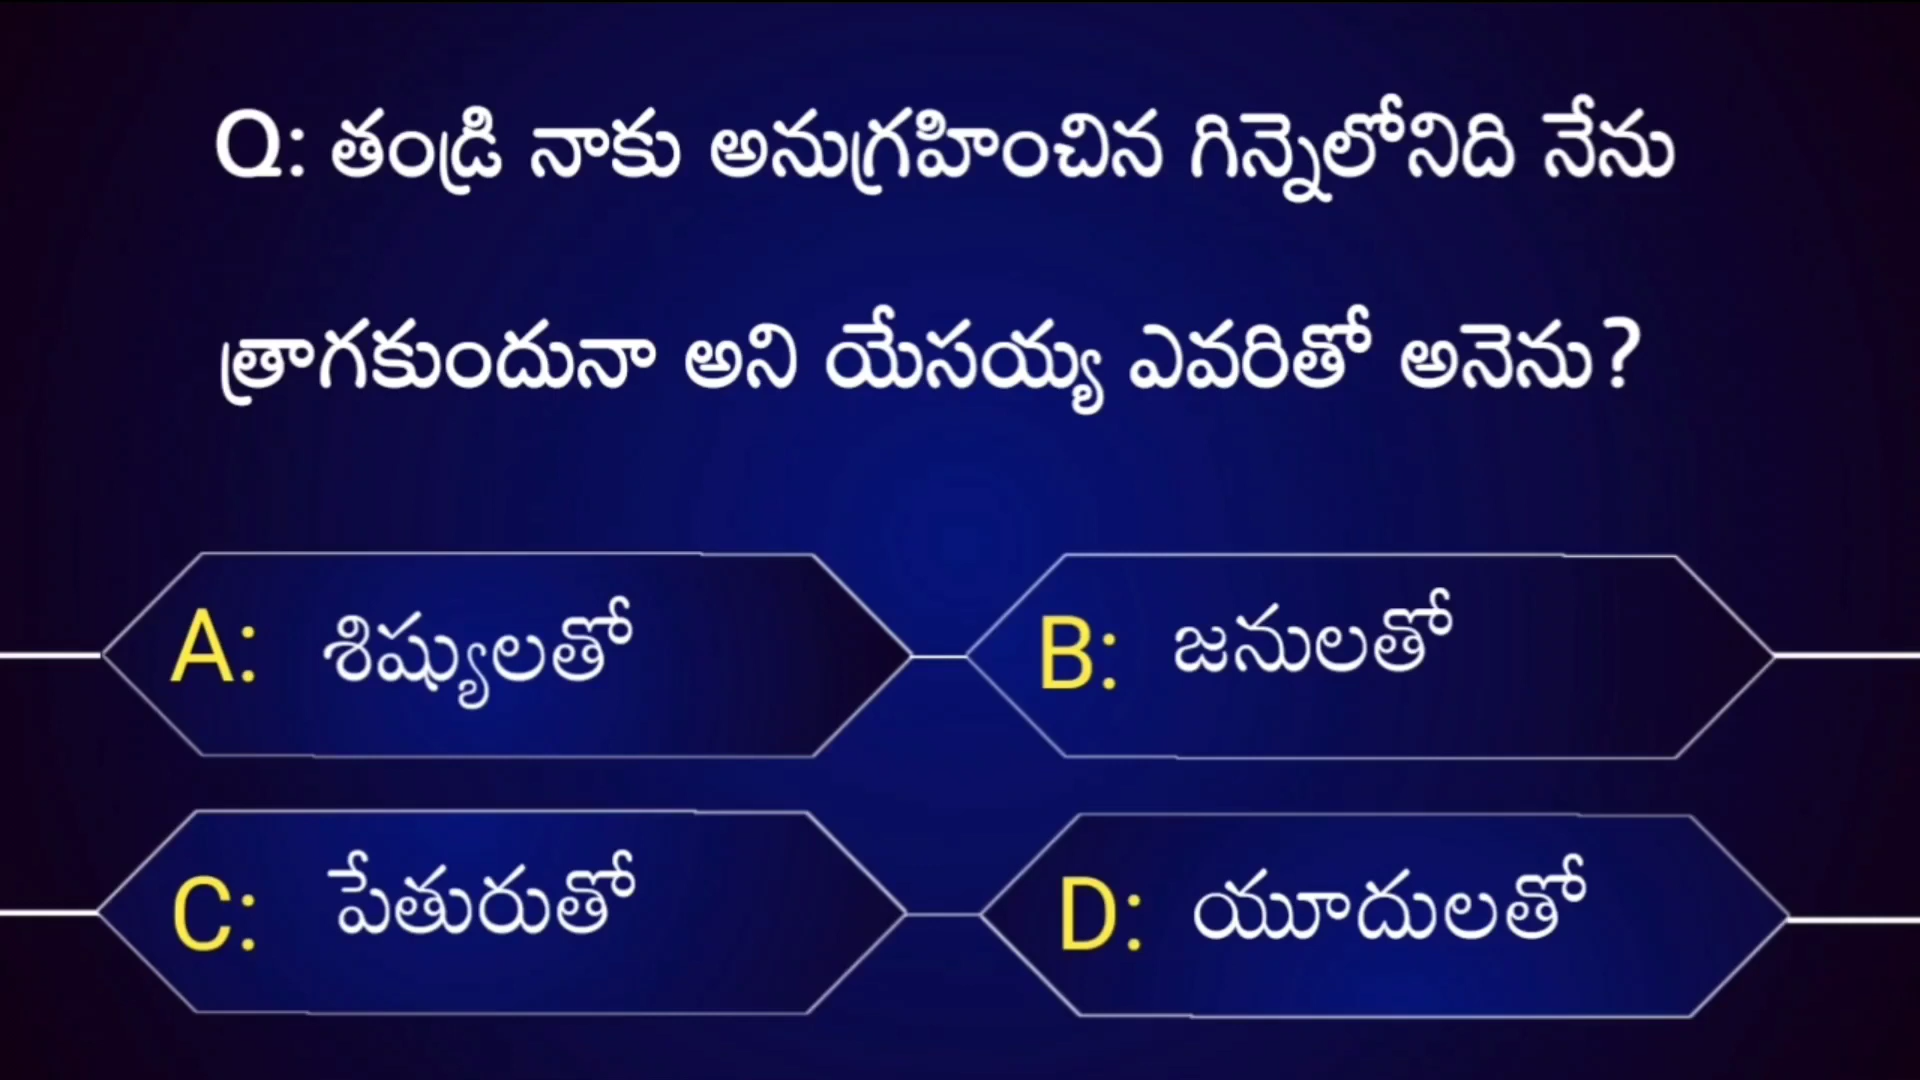 Q: తండ్రి నాకు అనుగ్రహించిన గిన్నెలోనిది నేను
త్రాగకుందునా అని యేసయ్య ఎవరితో అనెను?
A: శిష్యులతో
B: జనులతో
C: పేతురుతో
D: యూదులతో